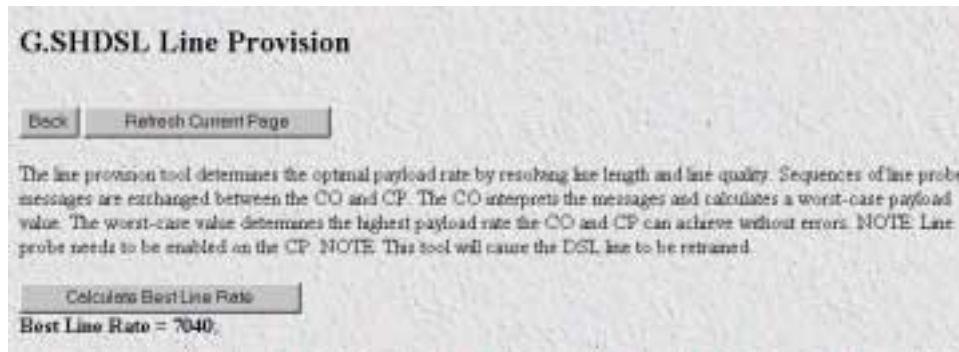 G.SHDSL Line Provision
Back Refresh Current Page
The line provision tool determines the optimal payload rate by resolving line length and line quality. Sequences of line probe
messages are exchanged between the CO and CP. The CO interprets the messages and calculates a worst-case payload
value. The worst-case value determines the highest payload rate the CO and CP can achieve without errors. NOTE: Line
probe needs to be enabled on the CP. NOTE: This tool will cause the DSL line to be retrained.
Calculate Best Line Rate
Best Line Rate = 7040;